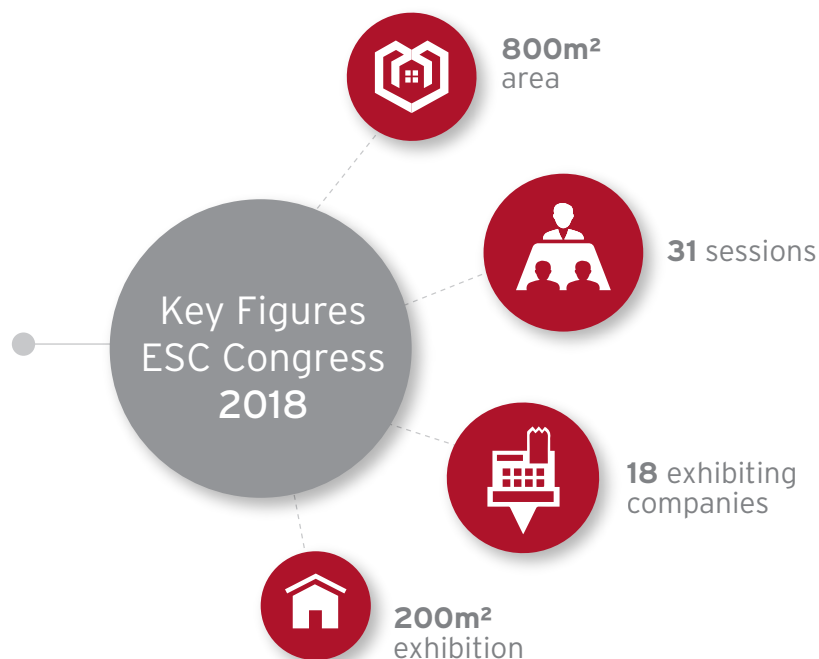 800m²
area
31 sessions
Key Figures
ESC Congress
2018
18 exhibiting
companies
200m²
exhibition